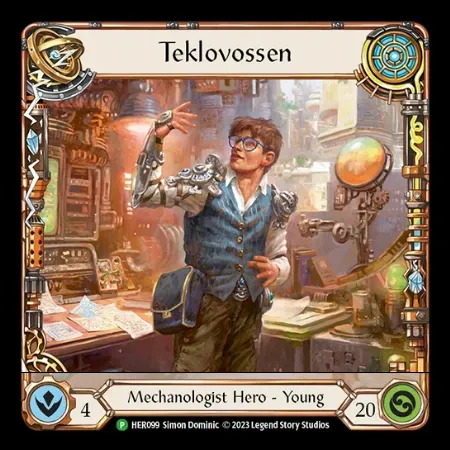 Teklovossen
4
Mechanologist Hero - Young
20
P HER099 Simon Dominic © 2023 Legend Story Studios